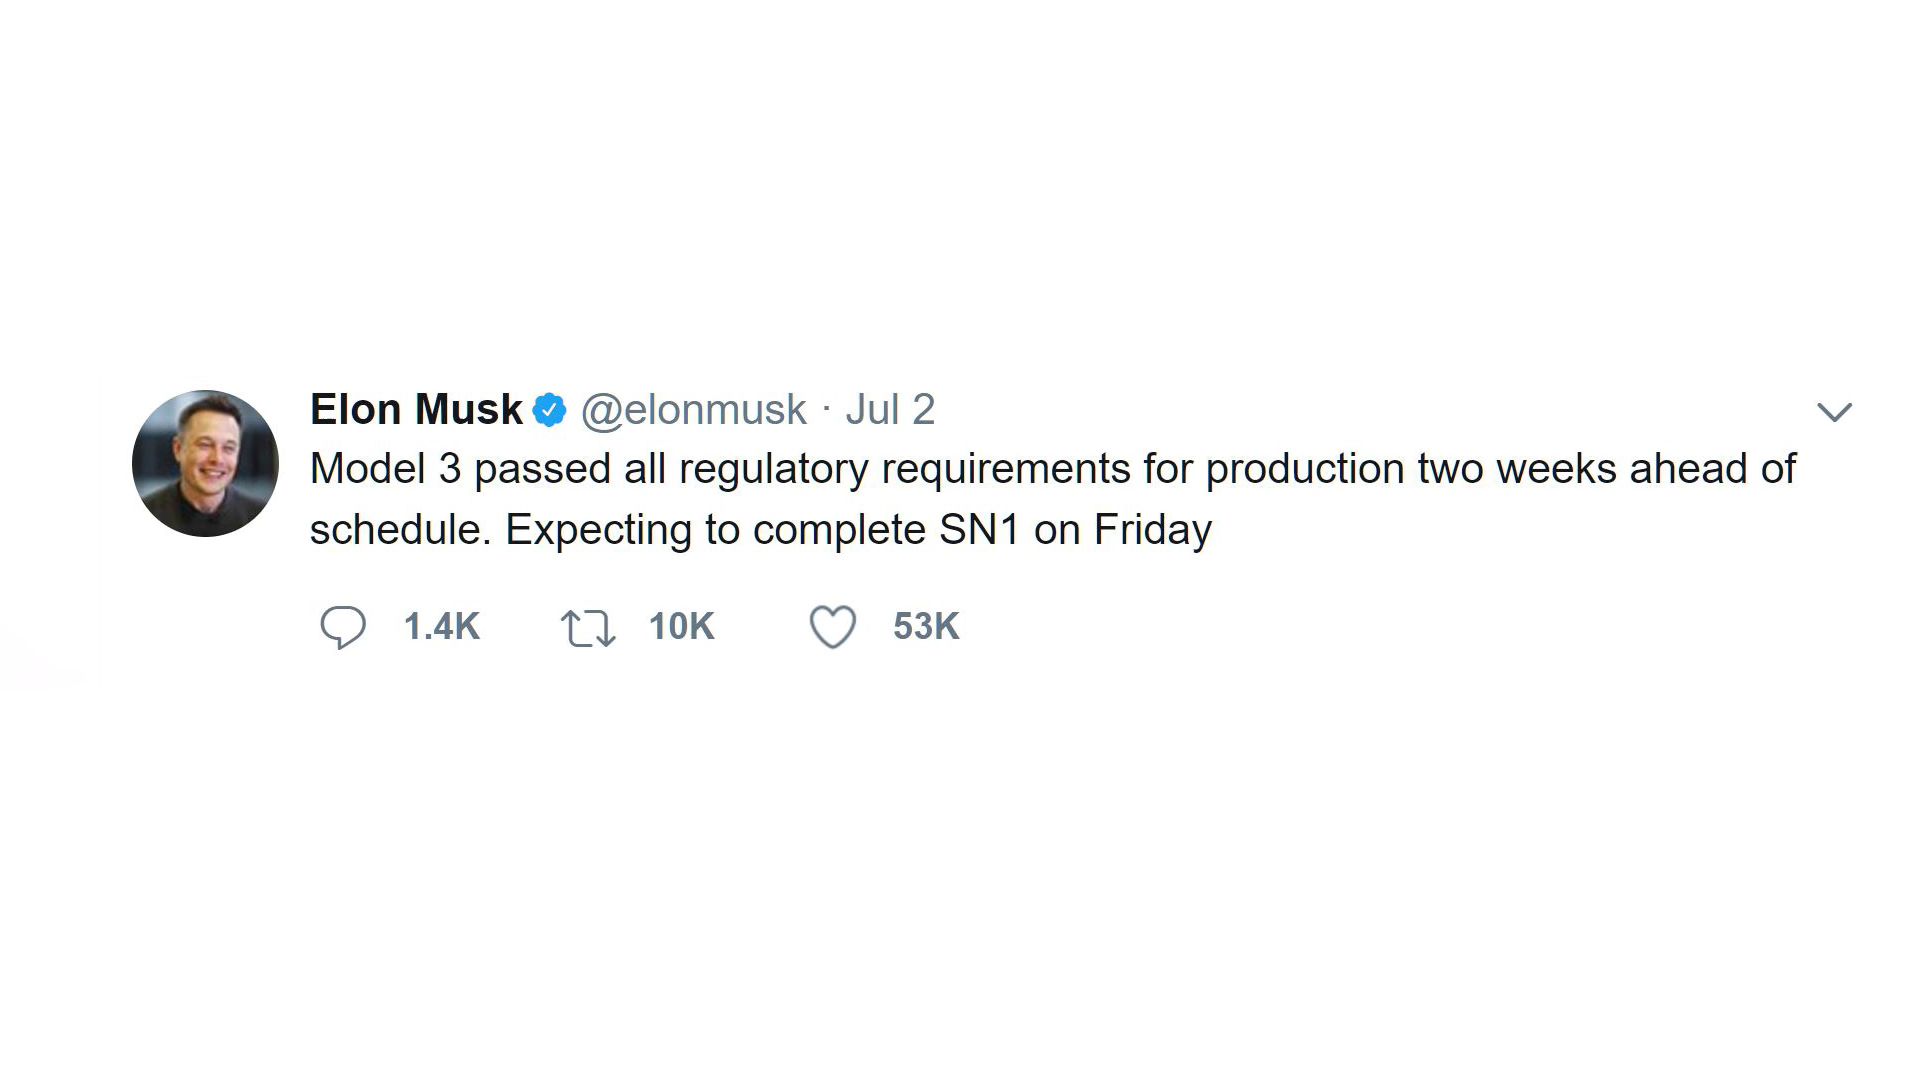 Elon Musk @elonmusk · Jul 2
Model 3 passed all regulatory requirements for production two weeks ahead of
schedule. Expecting to complete SN1 on Friday
1.4K 10K 53K